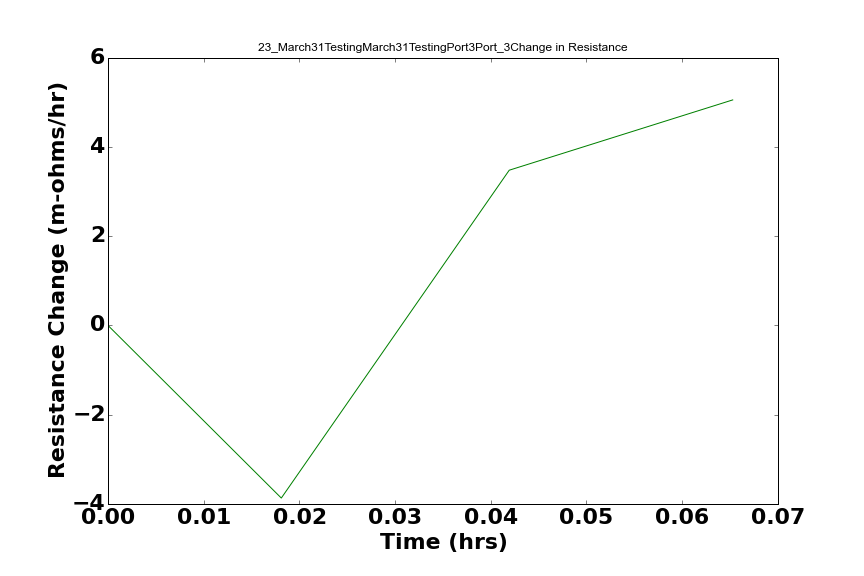 23_March31TestingMarch31TestingPort3Port_3Change in Resistance
Resistance Change (m-ohms/hr)
6
4
2
0
−2
−4
0.00 0.01 0.02 0.03 0.04 0.05 0.06 0.07
Time (hrs)